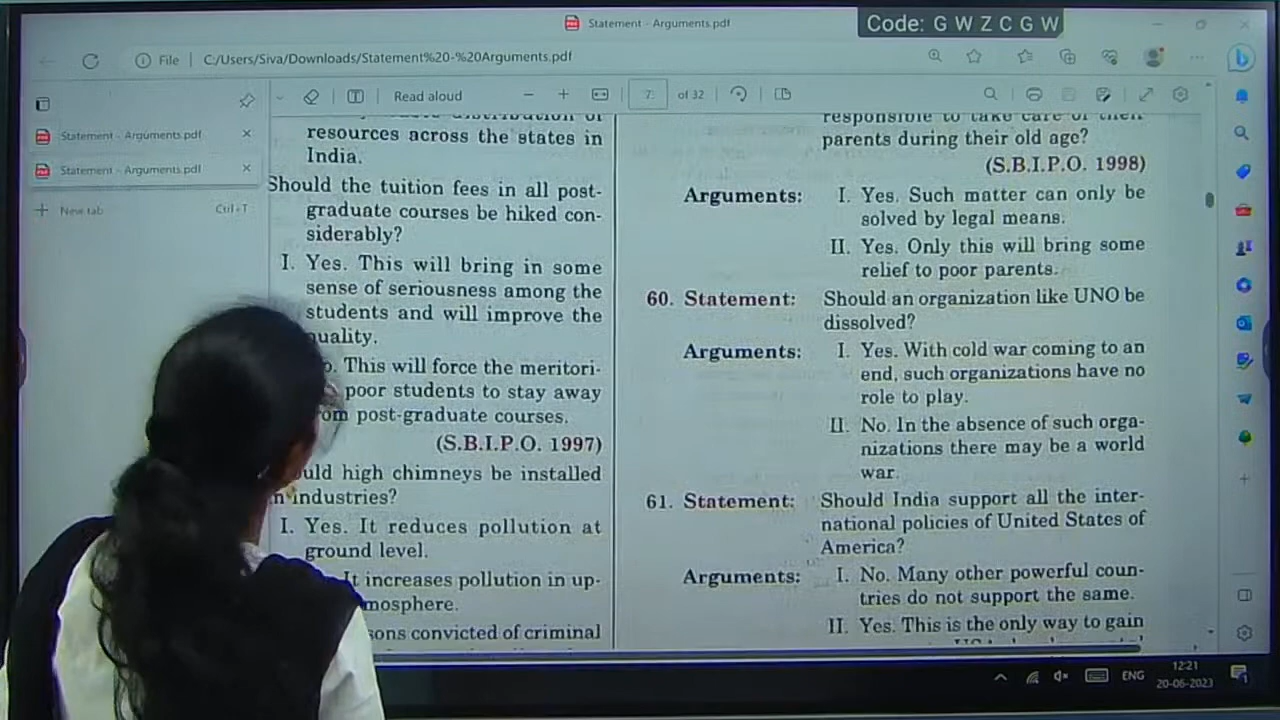 Statement - Arguments.pdf
Code: G W Z C G W
File
C:/Users/Siva/Downloads/Statement%20-%20Arguments.pdf
Read aloud
7
of 32
Statement - Arguments.pdf
Statement - Arguments.pdf
New tab
Ctrl+T
distribution of
resources across the states in
India.
Should the tuition fees in all post-
graduate courses be hiked con-
siderably?
I. Yes. This will bring in some
sense of seriousness among the
students and will improve the
quality.
This will force the meritori-
poor students to stay away
post-graduate courses.
(S.B.I.P.O. 1997)
high chimneys be installed
industries?
I. Yes. It reduces pollution at
ground level.
It increases pollution in up-
convicted of criminal
responsible to take care of their
parents during their old age?
(S.B.I.P.O. 1998)
Arguments: I. Yes. Such matter can only be
solved by legal means.
II. Yes. Only this will bring some
relief to poor parents.
60. Statement: Should an organization like UNO be
dissolved?
Arguments: I. Yes. With cold war coming to an
end, such organizations have no
role to play.
II. No. In the absence of such orga-
nizations there may be a world
war.
61. Statement: Should India support all the inter-
national policies of United States of
America?
Arguments: I. No. Many other powerful coun-
tries do not support the same.
II. Yes. This is the only way to gain
ENG
12:21
20-06-2023